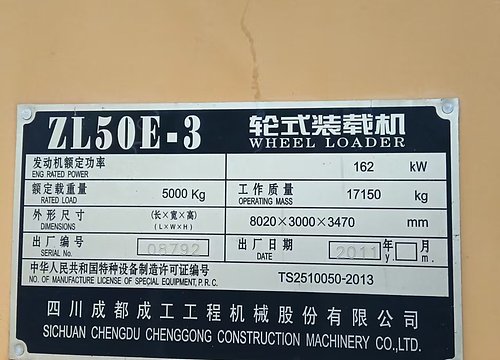 ZL50E-3 轮式装载机
WHEEL LOADER
发动机额定功率 162 kW
ENG RATED POWER
额定载重量 5000 Kg 工作质量 17150 kg
RATED LOAD OPERATING MASS
外形尺寸 (长×宽×高) 8020×3000×3470 mm
DIMENSIONS (L×W×H)
出厂编号 08792 出厂日期 2011 年 月
SERIAL No. DATE y. m.
中华人民共和国特种设备制造许可证编号 TS2510050-2013
NO. OF MANUFACTURE LICENSE OF SPECIAL EQUIPMENT, P.R.C.
四川成都成工工程机械股份有限公司
SICHUAN CHENGDU CHENGGONG CONSTRUCTION MACHINERY CO.,LTD.